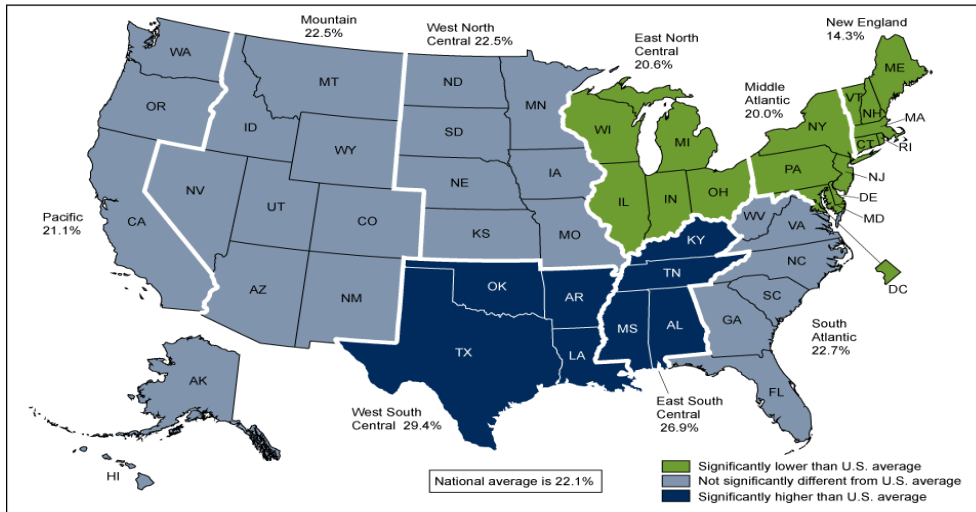 Mountain
22.5%
West North
Central 22.5%
East North
Central
20.6%
New England
14.3%
Middle
Atlantic
20.0%
WA
MT
ND
MN
ME
VT
NH
MA
OR
ID
SD
WI
MI
NY
CT
RI
WY
NE
IA
PA
NJ
NV
UT
CO
IL
IN
OH
DE
MD
Pacific
21.1%
CA
KS
MO
WV
VA
KY
NC
DC
AZ
NM
OK
AR
TN
SC
TX
LA
MS
AL
GA
South
Atlantic
22.7%
AK
FL
West South
Central 29.4%
East South
Central
26.9%
HI
National average is 22.1%
Significantly lower than U.S. average
Not significantly different from U.S. average
Significantly higher than U.S. average